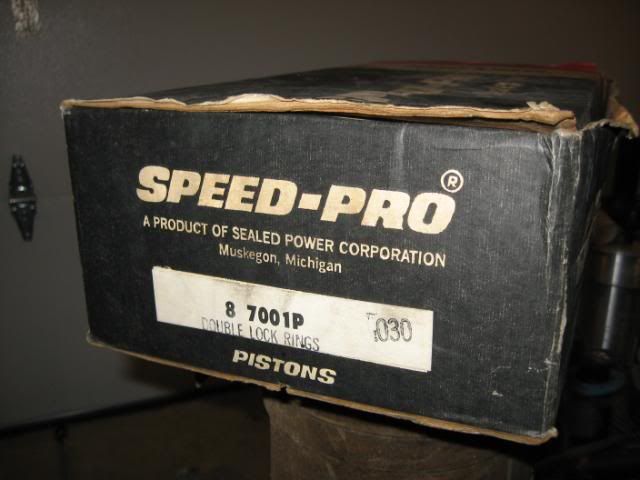 SPEED-PRO®
A PRODUCT OF SEALED POWER CORPORATION
Muskegon, Michigan
8 7001P .030
DOUBLE LOCK RINGS
PISTONS